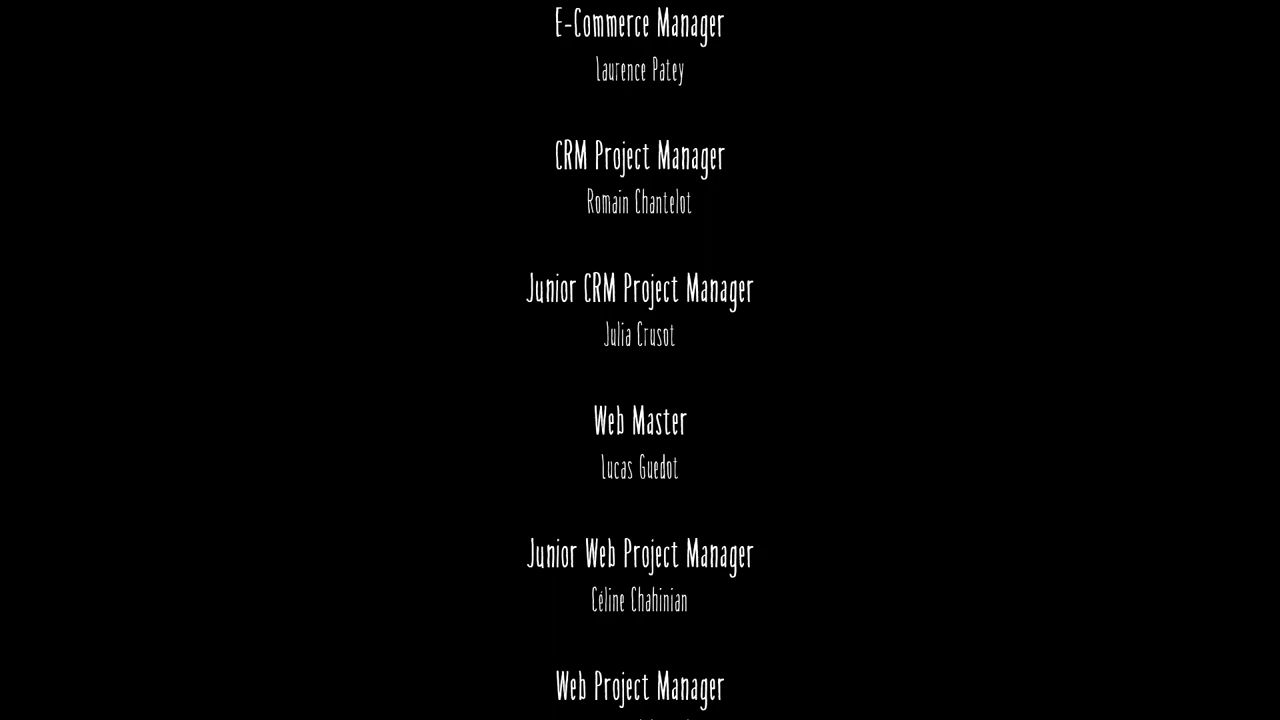 E-Commerce Manager
Laurence Patey
CRM Project Manager
Romain Chantelot
Junior CRM Project Manager
Julia Crusot
Web Master
Lucas Guedot
Junior Web Project Manager
Céline Chahinian
Web Project Manager